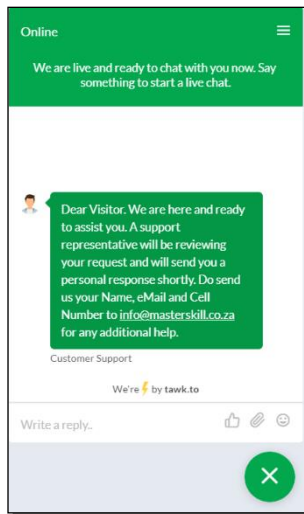 Online
We are live and ready to chat with you now. Say
something to start a live chat.
Dear Visitor. We are here and ready
to assist you. A support
representative will be reviewing
your request and will send you a
personal response shortly. Do send
us your Name, eMail and Cell
Number to info@masterskill.co.za
for any additional help.
Customer Support
We're by tawk.to
Write a reply..